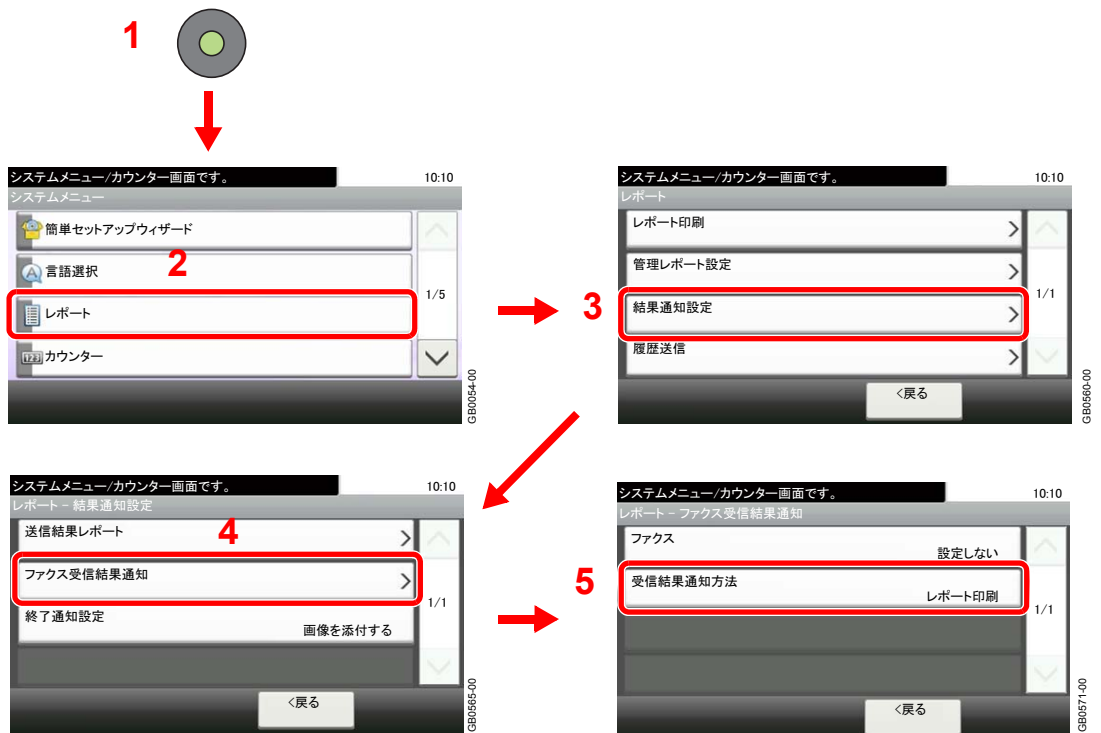 1
システムメニュー/カウンター画面です。
10:10
システムメニュー
簡単セットアップウィザード
言語選択
2
レポート
1/5
123
カウンター
GB0054-00
システムメニュー/カウンター画面です。
10:10
レポート
レポート印刷
管理レポート設定
3
結果通知設定
1/1
履歴送信
<戻る
GB0560-00
システムメニュー/カウンター画面です。
10:10
レポート - 結果通知設定
送信結果レポート
4
ファクス受信結果通知
1/1
終了通知設定
画像を添付する
<戻る
GB0565-00
システムメニュー/カウンター画面です。
10:10
レポート - ファクス受信結果通知
ファクス
設定しない
5
受信結果通知方法
レポート印刷
1/1
<戻る
GB0571-00